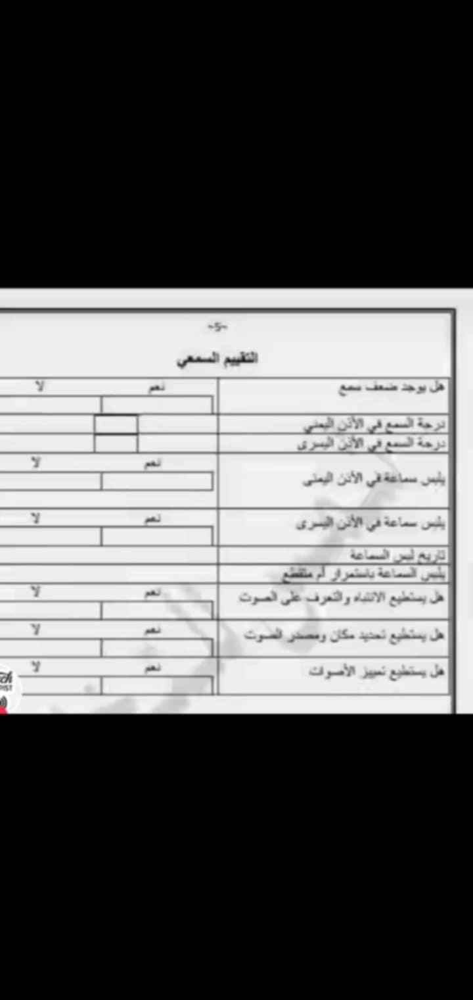 ~5~
التقييم السمعي
هل يوجد ضعف سمع نعم لا
درجة السمع في الأذن اليمنى
درجة السمع في الأذن اليسرى
يلبس سماعة في الأذن اليمنى نعم لا
يلبس سماعة في الأذن اليسرى نعم لا
تاريخ لبس السماعة
يلبس السماعة باستمرار أم متقطع
هل يستطيع الانتباه والتعرف على الصوت نعم لا
هل يستطيع تحديد مكان ومصدر الصوت نعم لا
هل يستطيع تمييز الأصوات نعم لا